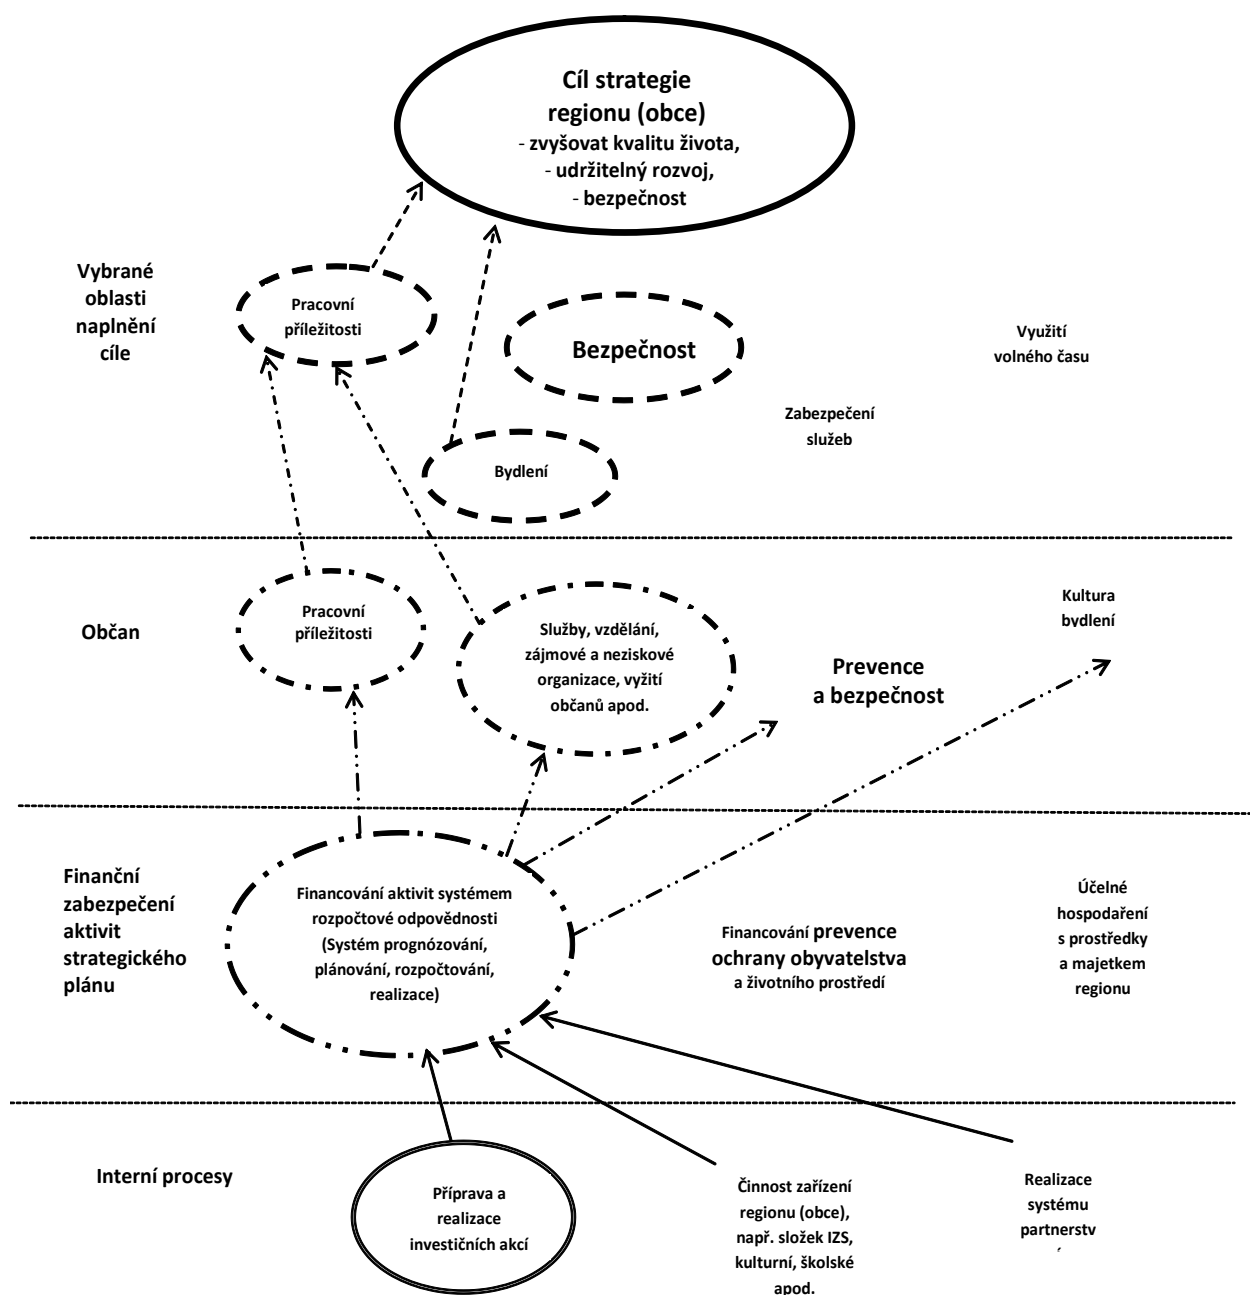 Cíl strategie
regionu (obce)
- zvyšovat kvalitu života,
- udržitelný rozvoj,
- bezpečnost
Vybrané
oblasti
naplnění
cíle
Pracovní
příležitosti
Bezpečnost
Využití
volného času
Zabezpečení
služeb
Bydlení
Občan
Pracovní
příležitosti
Služby, vzdělání,
zájmové a neziskové
organizace, vyžití
občanů apod.
Prevence
a bezpečnost
Kultura
bydlení
Finanční
zabezpečení
aktivit
strategického
plánu
Financování aktivit systémem
rozpočtové odpovědnosti
(Systém prognózování,
plánování, rozpočtování,
realizace)
Financování prevence
ochrany obyvatelstva
a životního prostředí
Účelné
hospodaření
s prostředky
a majetkem
regionu
Interní procesy
Příprava a
realizace
investičních akcí
Činnost zařízení
regionu (obce),
např. složek IZS,
kulturní, školské
apod.
Realizace
systému
partnerstv